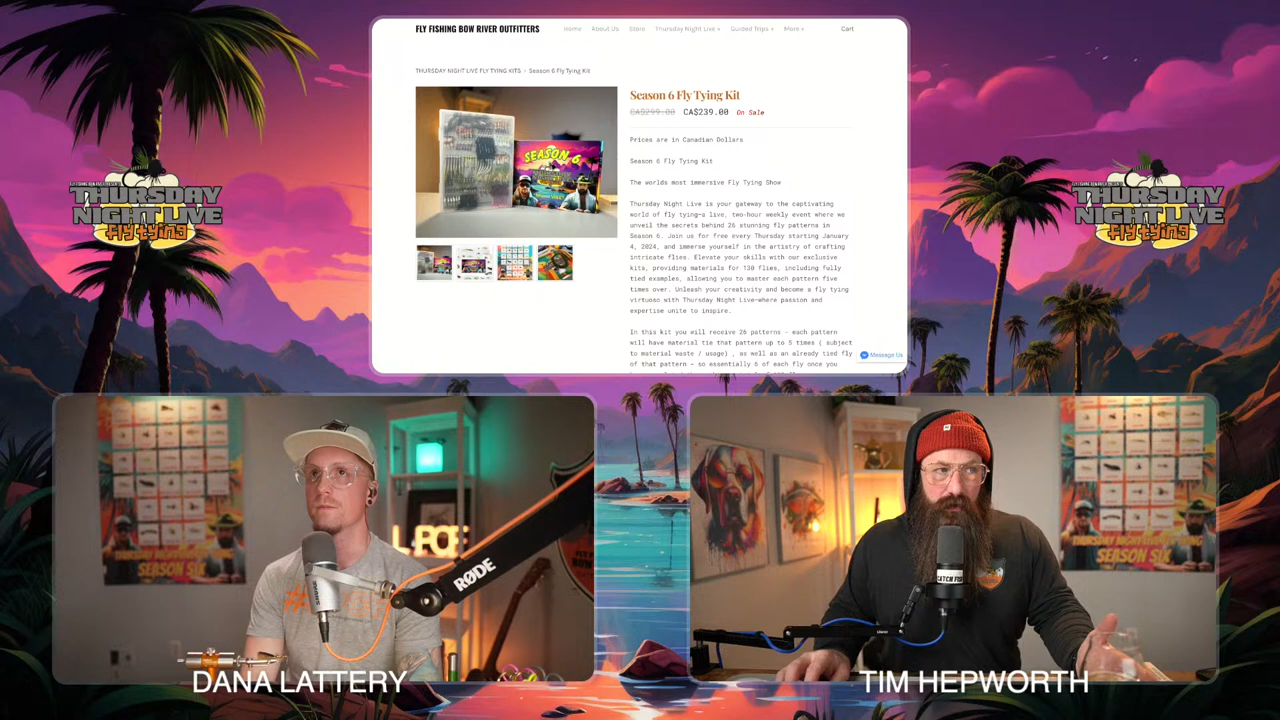 FLY FISHING BOW RIVER OUTFITTERS
Home About Us Store Thursday Night Live Guided Trips More Cart
THURSDAY NIGHT LIVE FLY TYING KITS > Season 6 Fly Tying Kit
Season 6 Fly Tying Kit
CA$299.00 CA$239.00 On Sale
Prices are in Canadian Dollars
Season 6 Fly Tying Kit
The worlds most immersive Fly Tying Show
Thursday Night Live is your gateway to the captivating
world of fly tying—a live, two-hour weekly event where we
unveil the secrets behind 26 stunning fly patterns in
Season 6. Join us for free every Thursday starting January
4, 2024, and immerse yourself in the artistry of crafting
intricate flies. Elevate your skills with our exclusive
kits, providing materials for 130 flies, including fully
tied examples, allowing you to master each pattern five
times over. Unleash your creativity and become a fly tying
virtuoso with Thursday Night Live—where passion and
expertise unite to inspire.
In this kit you will receive 26 patterns - each pattern
will have material tie that pattern up to 5 times ( subject
to material waste / usage) , as well as an already tied fly
of that pattern – so essentially 6 of each fly once you
Message Us
SEASON 6
THURSDAY
NIGHT LIVE
fly tying
THURSDAY
NIGHT LIVE
fly tying
RØDE
SEASON SIX
DANA LATTERY
CATCH FISH
THURSDAY NIGHT LIVE FLY TYING
SEASON SIX
TIM HEPWORTH